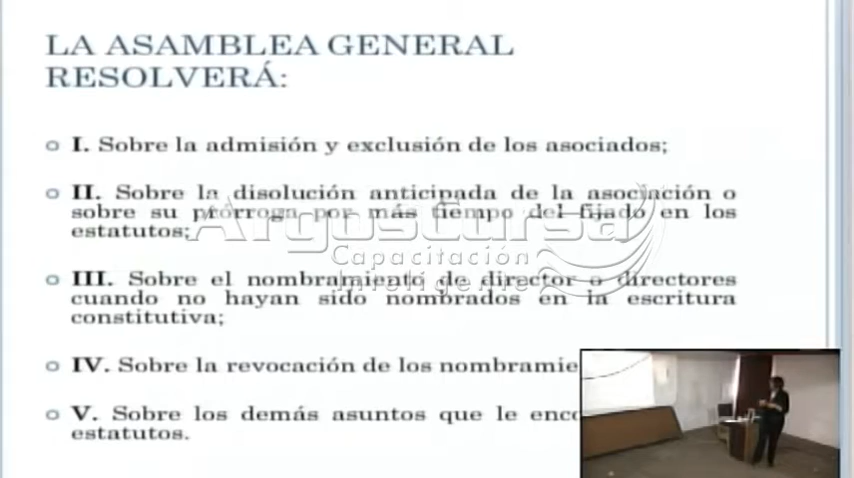 LA ASAMBLEA GENERAL
RESOLVERÁ:
I. Sobre la admisión y exclusión de los asociados;
II. Sobre la disolución anticipada de la asociación o
sobre su prórroga por más tiempo del fijado en los
estatutos;
ArgosCursa
Capacitación
Inteligente
III. Sobre el nombramiento de director o directores
cuando no hayan sido nombrados en la escritura
constitutiva;
IV. Sobre la revocación de los nombramie
V. Sobre los demás asuntos que le enco
estatutos.